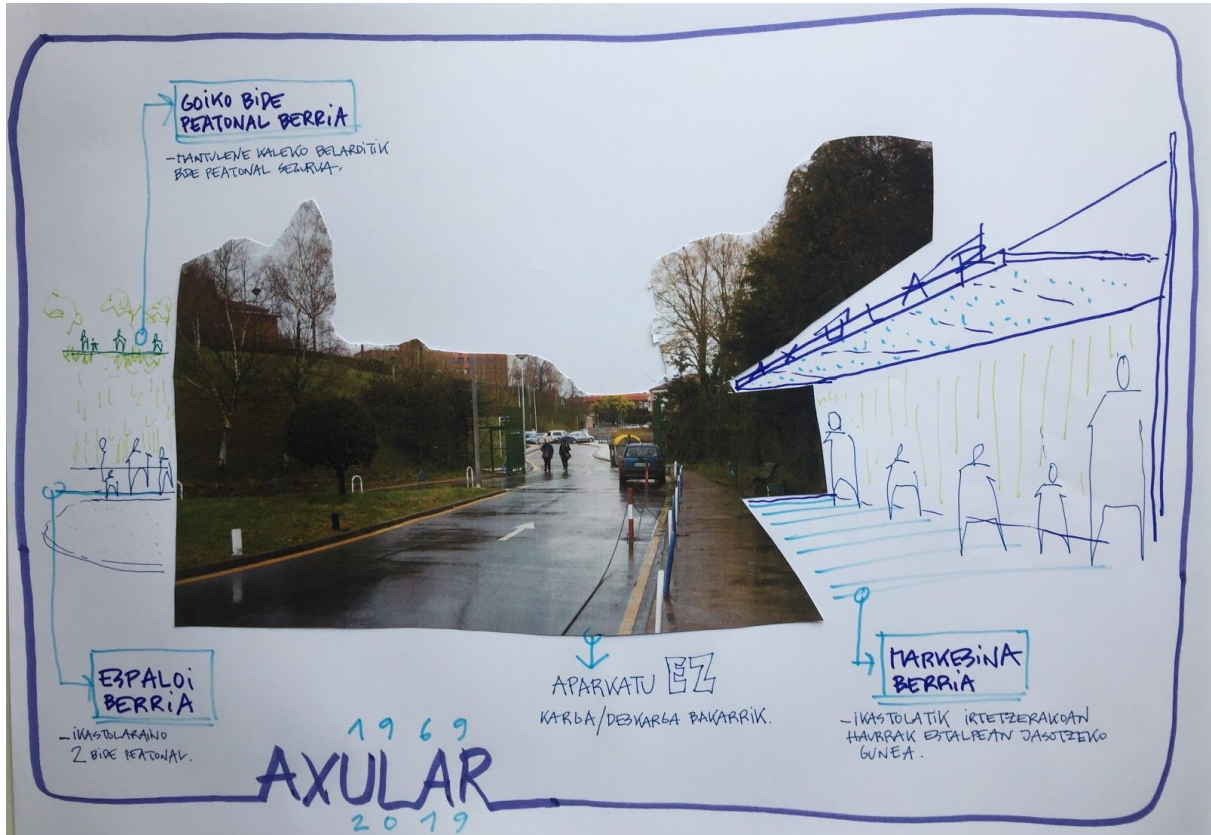 GOIKO BIDE
PEATONAL BERRIA
- MANTULENE KALEKO BELARDITIK
BIDE PEATONAL SEGURUA.
AXULAR
ESPALOI
BERRIA
- IKASTOLARAINO
2 BIDE PEATONAL.
APARKATU EZ
KARGA/DESKARGA BAKARRIK.
MARKESINA
BERRIA
- IKASTOLATIK IRTETZERAKOAN
HAURRAK ESTALPEAN JASOTZEKO
GUNEA.
1969
AXULAR
2019